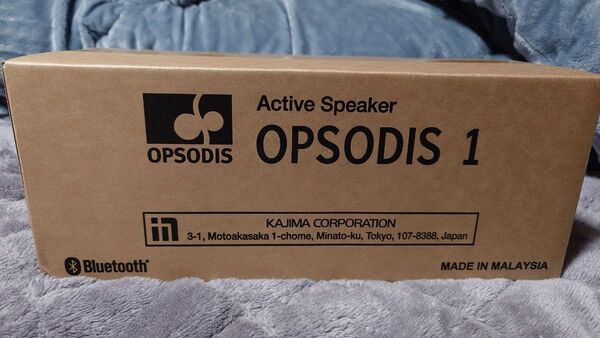 Active Speaker
OPSODIS 1
OPSODIS
KAJIMA CORPORATION
3-1, Motoakasaka 1-chome, Minato-ku, Tokyo, 107-8388, Japan
Bluetooth®
MADE IN MALAYSIA